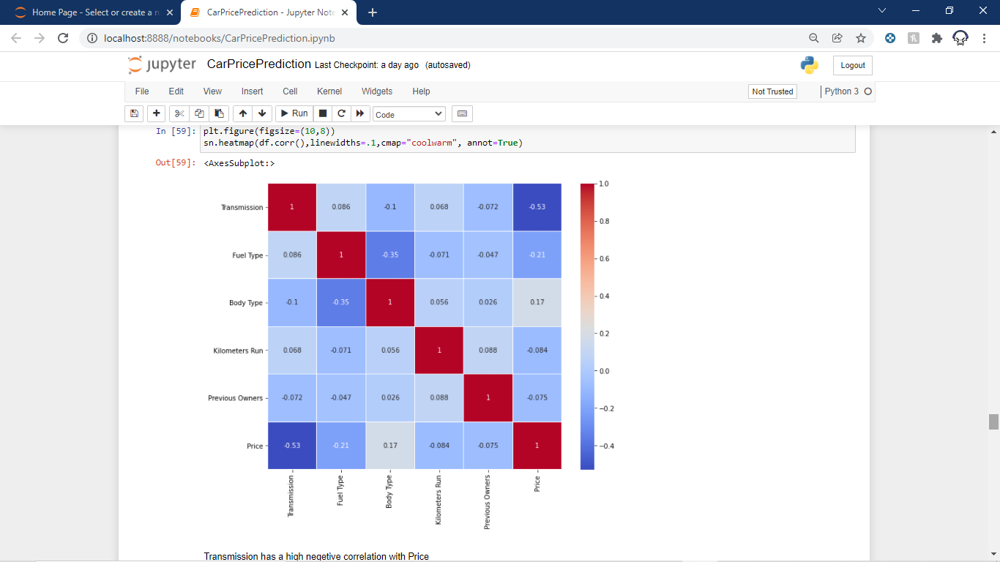 Home Page - Select or create a n
CarPricePrediction - Jupyter Note
localhost:8888/notebooks/CarPricePrediction.ipynb
jupyter CarPricePrediction Last Checkpoint: a day ago (autosaved)
Logout
File Edit View Insert Cell Kernel Widgets Help
Not Trusted
Python 3
Run
Code
In [59]: plt.figure(figsize=(10,8))
sn.heatmap(df.corr(),linewidths=.1,cmap="coolwarm", annot=True)
Out[59]: <AxesSubplot:>
Transmission 1 0.086 -0.1 0.068 -0.072 -0.53
Fuel Type 0.086 1 -0.35 -0.071 -0.047 -0.21
Body Type -0.1 -0.35 1 0.056 0.026 0.17
Kilometers Run 0.068 -0.071 0.056 1 0.088 -0.084
Previous Owners -0.072 -0.047 0.026 0.088 1 -0.075
Price -0.53 -0.21 0.17 -0.084 -0.075 1
Transmission
Fuel Type
Body Type
Kilometers Run
Previous Owners
Price
1.0
0.8
0.6
0.4
0.2
0.0
−0.2
−0.4
Transmission has a high negetive correlation with Price